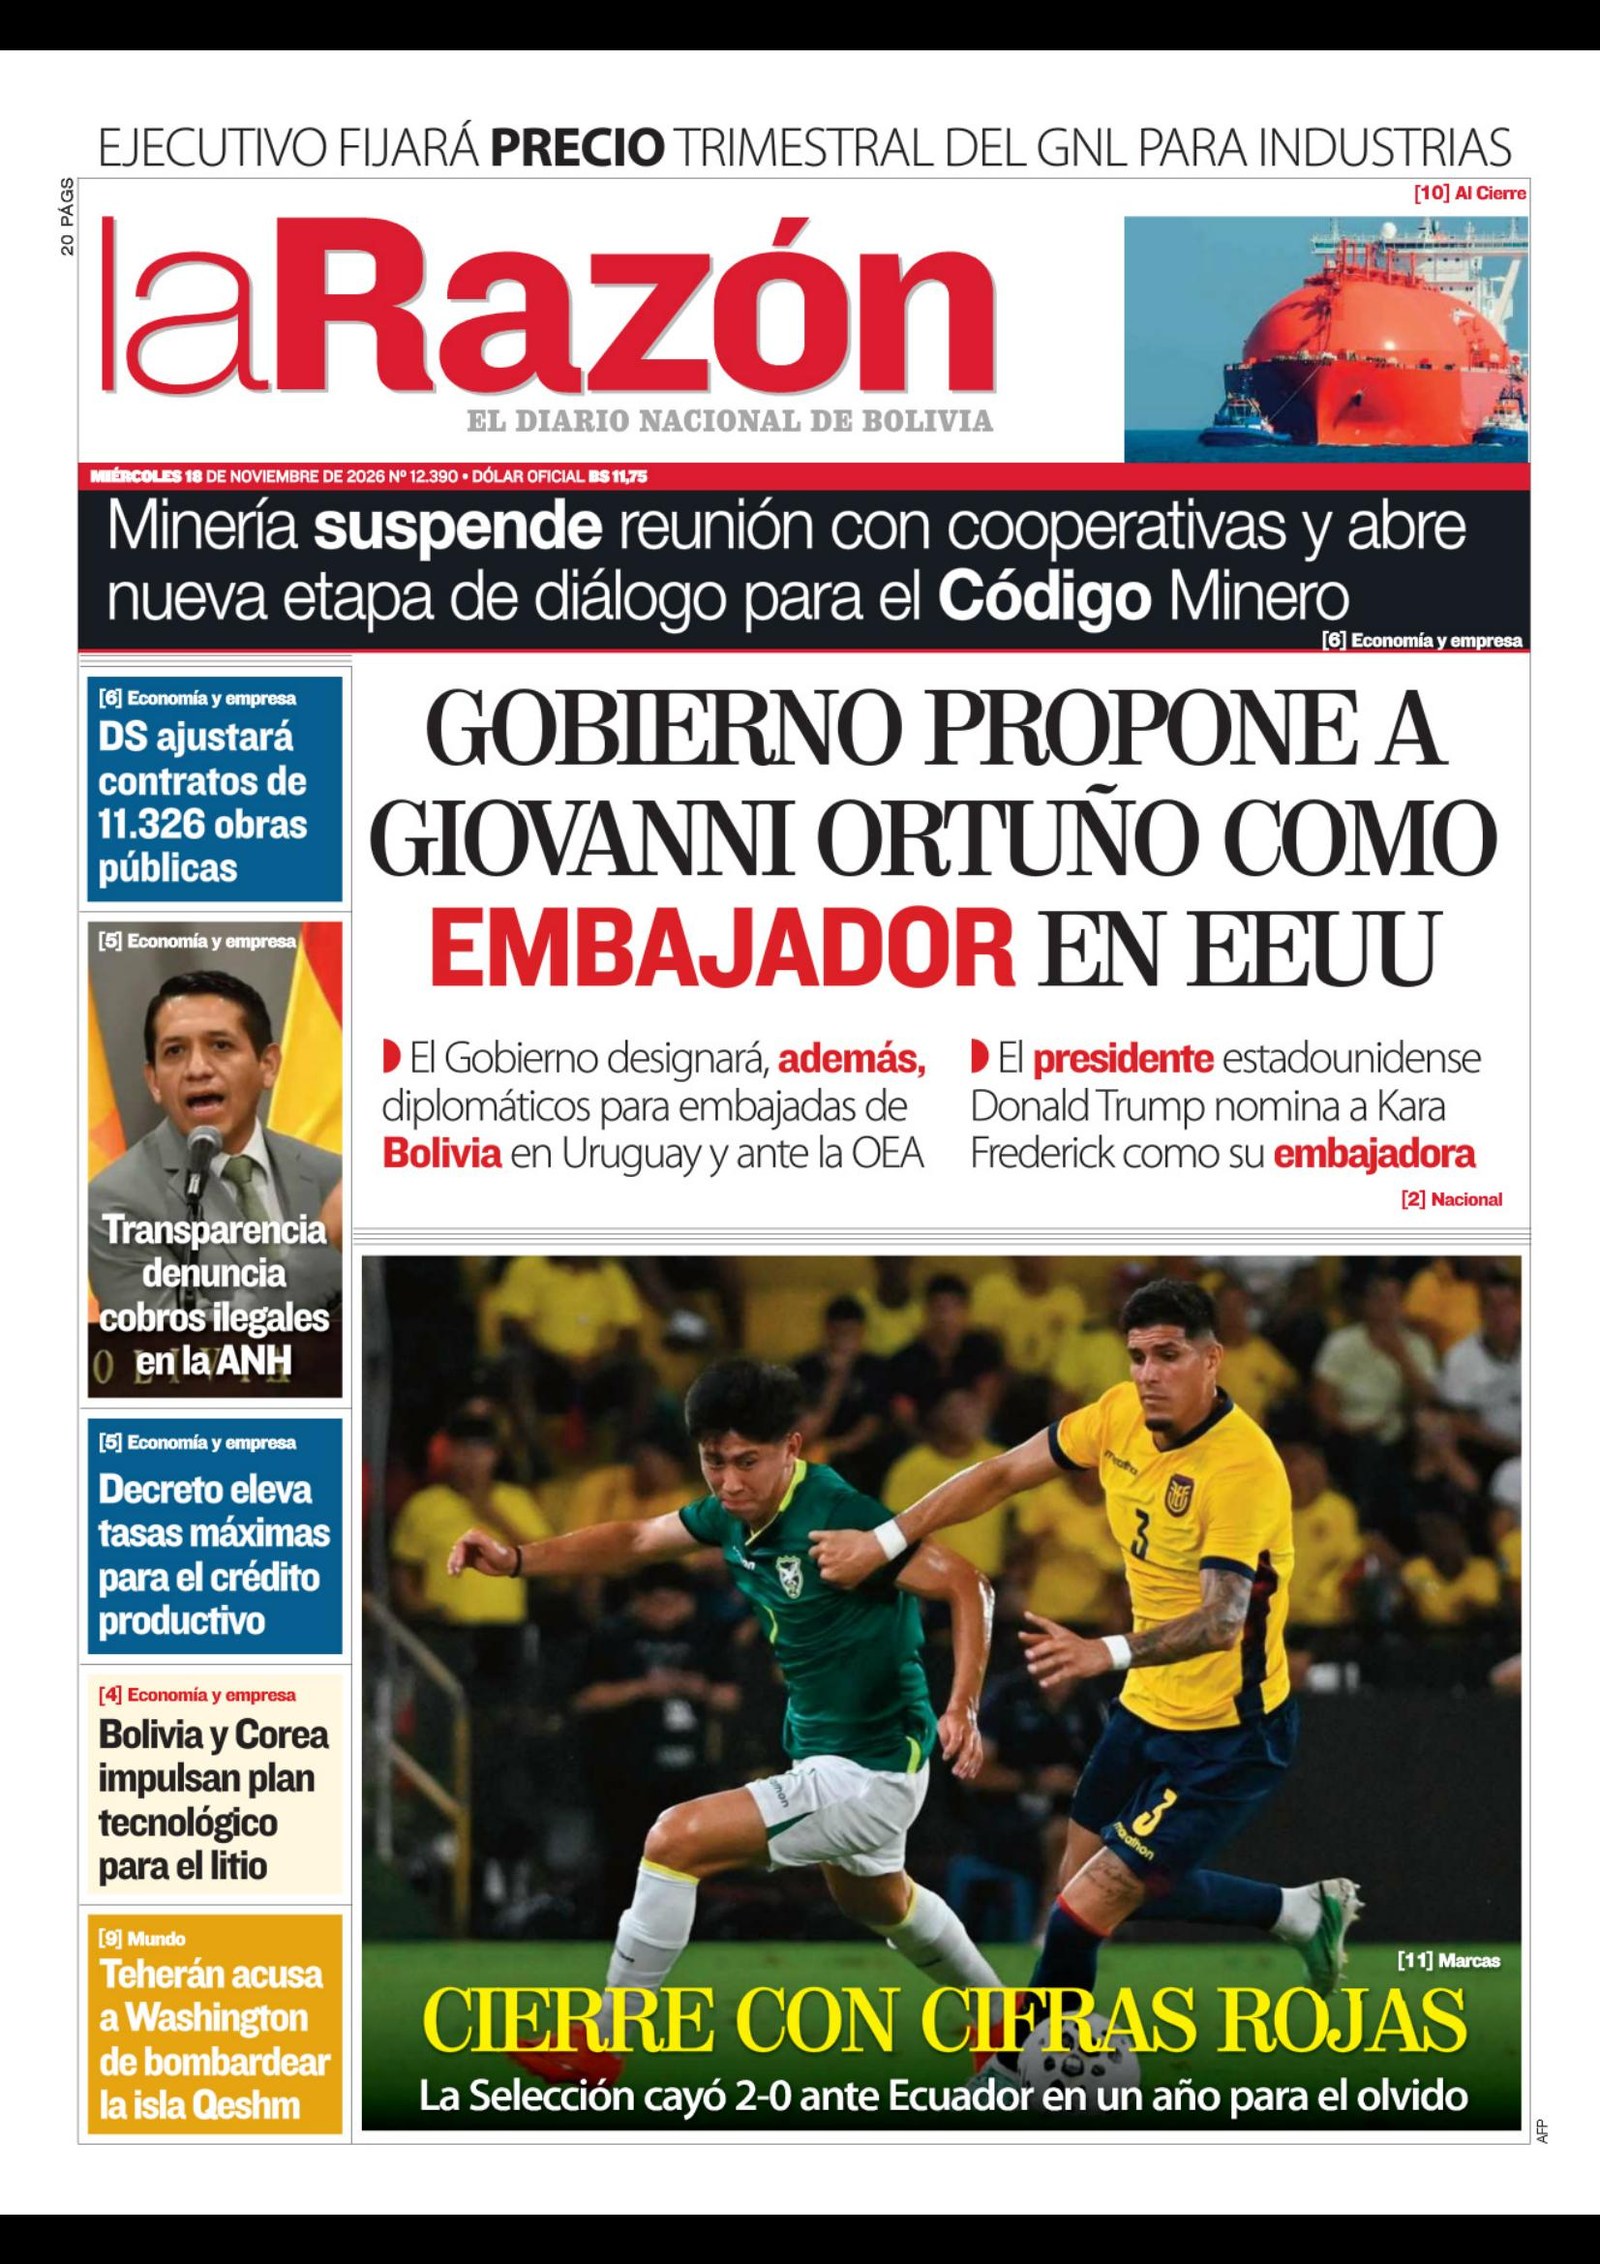 EJECUTIVO FIJARÁ PRECIO TRIMESTRAL DEL GNL PARA INDUSTRIAS
20 PÁGS
[10] Al Cierre
laRazón
EL DIARIO NACIONAL DE BOLIVIA
MIÉRCOLES 18 DE NOVIEMBRE DE 2026 Nº 12.390 • DÓLAR OFICIAL BS 11,75
Minería suspende reunión con cooperativas y abre
nueva etapa de diálogo para el Código Minero
[6] Economía y empresa
[6] Economía y empresa
DS ajustará
contratos de
11.326 obras
públicas
[5] Economía y empresa
Transparencia
denuncia
cobros ilegales
en la ANH
[5] Economía y empresa
Decreto eleva
tasas máximas
para el crédito
productivo
[4] Economía y empresa
Bolivia y Corea
impulsan plan
tecnológico
para el litio
[9] Mundo
Teherán acusa
a Washington
de bombardear
la isla Qeshm
GOBIERNO PROPONE A
GIOVANNI ORTUÑO COMO
EMBAJADOR EN EEUU
El Gobierno designará, además,
diplomáticos para embajadas de
Bolivia en Uruguay y ante la OEA
El presidente estadounidense
Donald Trump nomina a Kara
Frederick como su embajadora
[2] Nacional
marathon
3
3
marathon
marathon
[11] Marcas
CIERRE CON CIFRAS ROJAS
La Selección cayó 2-0 ante Ecuador en un año para el olvido
AFP